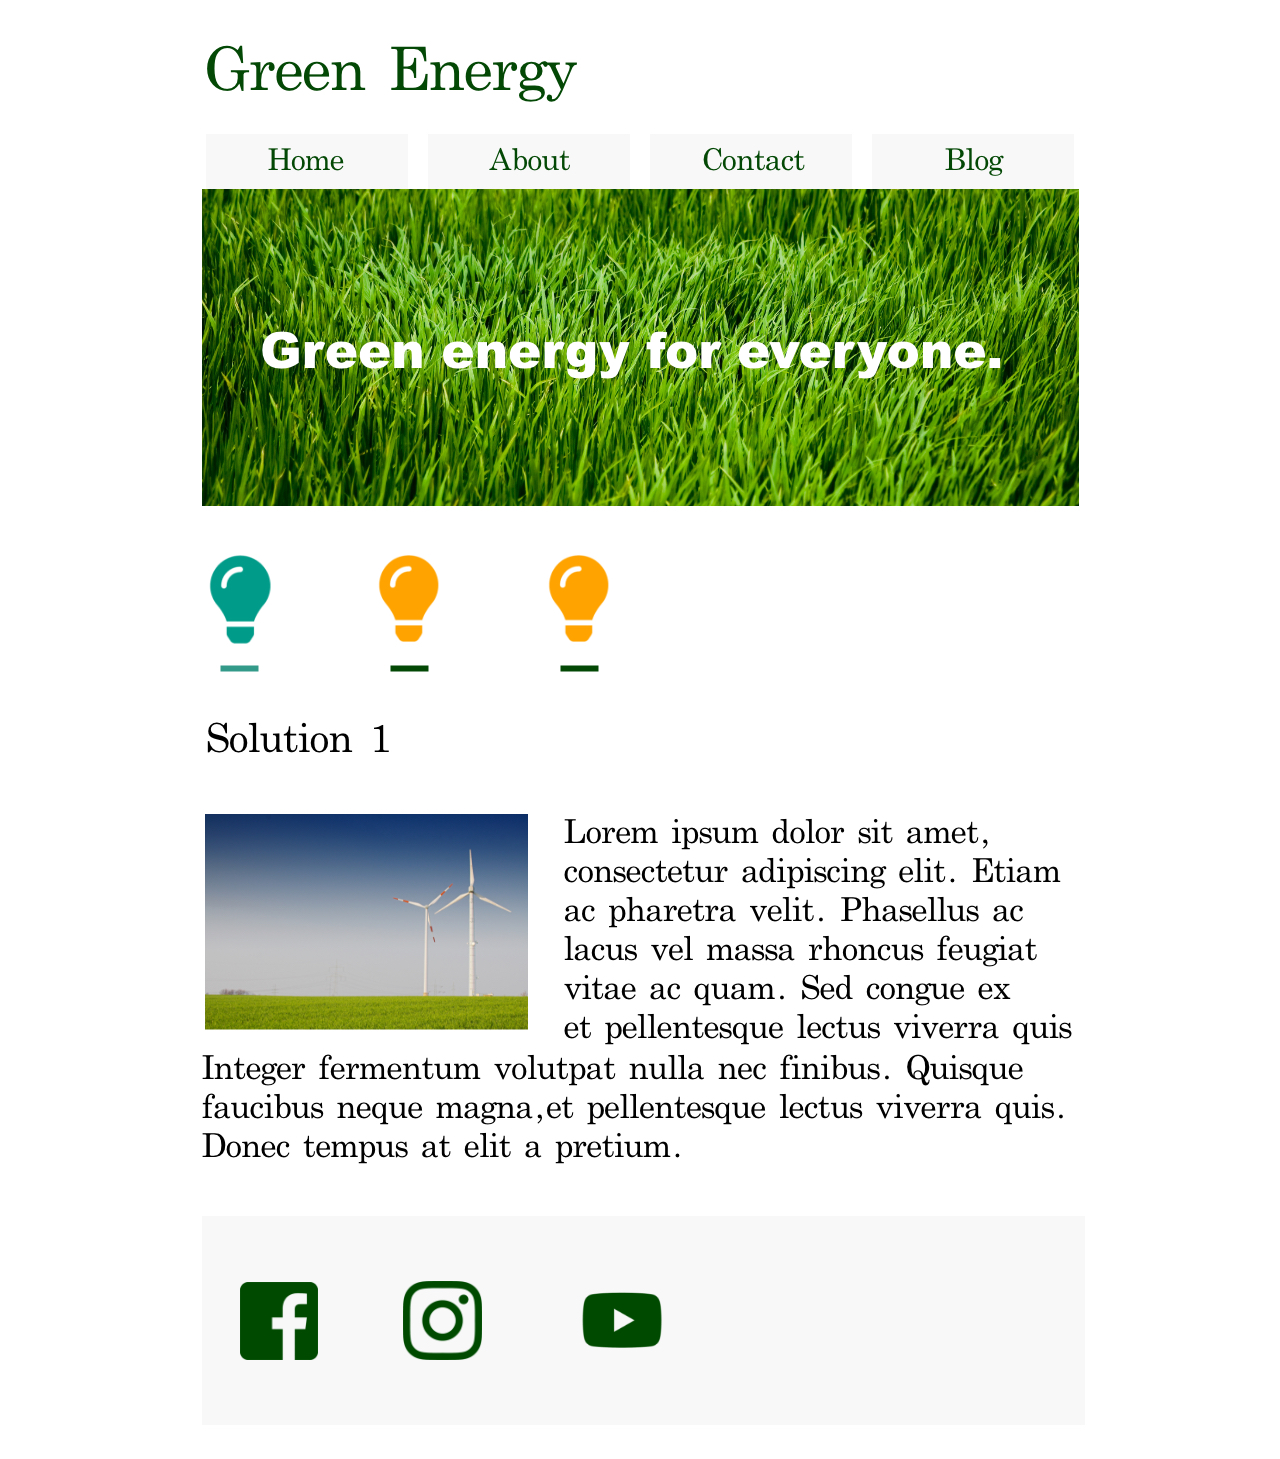 Green Energy
Home About Contact Blog
Green energy for everyone.
Solution 1
Lorem ipsum dolor sit amet,
consectetur adipiscing elit. Etiam
ac pharetra velit. Phasellus ac
lacus vel massa rhoncus feugiat
vitae ac quam. Sed congue ex
et pellentesque lectus viverra quis
Integer fermentum volutpat nulla nec finibus. Quisque
faucibus neque magna,et pellentesque lectus viverra quis.
Donec tempus at elit a pretium.